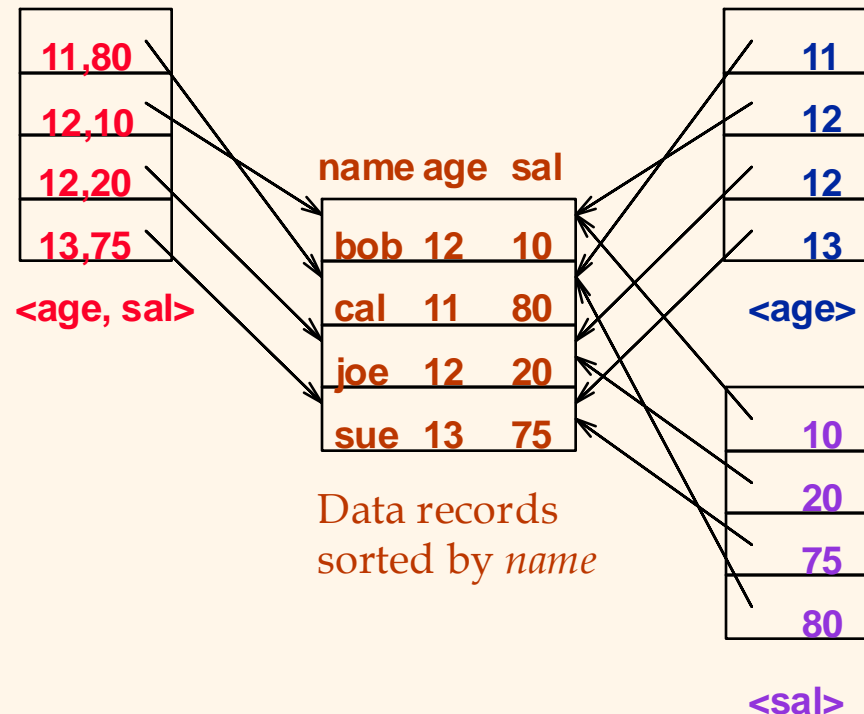 11,80
12,10
12,20
13,75
<age, sal>
name age sal
bob 12 10
cal 11 80
joe 12 20
sue 13 75
Data records
sorted by name
11
12
12
13
<age>
10
20
75
80
<sal>